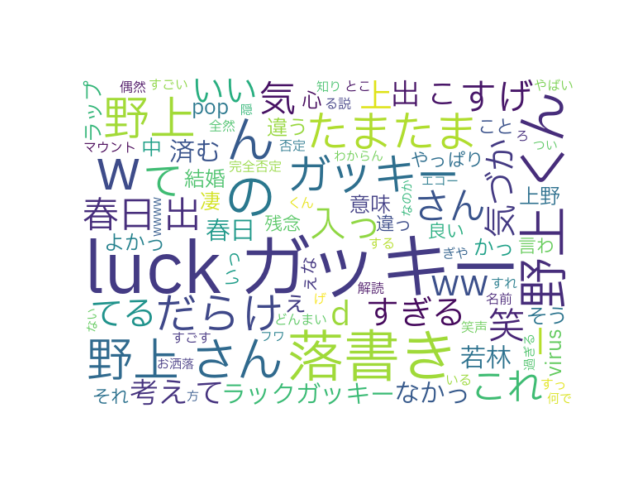 ラップ
偶然
すごい
いい
pop
隠
気
心
知り
とこ
る説
上
出
こ
すげ
やばい
野上
ん
全然
たまたま
こと
ろ
つい
マウント
中
済む
違う
否定
わからん
やっぱり
野上くん
w
て
結婚
完全否定
の
ガッキー
気づか
上野
春日
出
wwww
春日
凄
残念
くん
入っ
意味
違っ
なのか
エコー
さん
良い
言わ
よかっ
いっ
ぇな
する
かっ
luck ガッキー
解読
ぎや
ww
すれ
ない
てる
だらけ
ぇ
げ
d
すぎる
名前
そう
笑
どんまい
野上さん
すごす
フワ
落書き
笑声
若林
過ぎる
ー
virus
お洒落
それ
考え
方
て
ラックガッキー
なかっ
いる
これ
すっ
何で